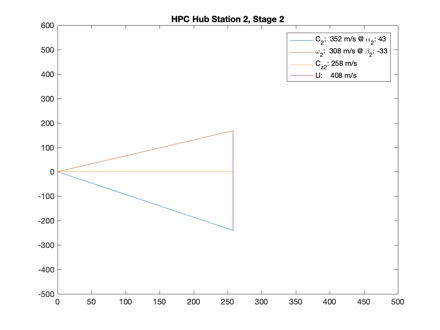 HPC Hub Station 2, Stage 2
600
500
400
300
200
100
0
-100
-200
-300
-400
-500
0 50 100 150 200 250 300 350 400 450 500
C2: 352 m/s @ α2: 43
ω2: 308 m/s @ β2: -33
Cz2: 258 m/s
U: 408 m/s